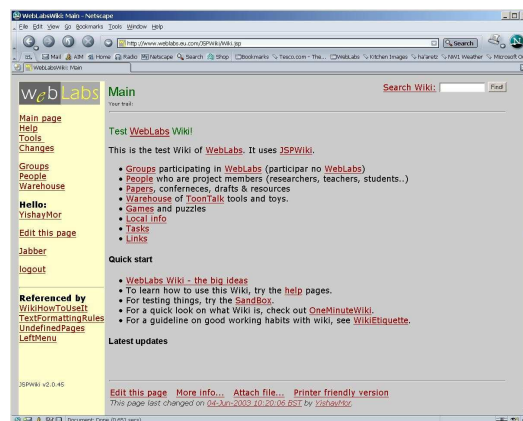 WebLabsWiki: Main - Netscape
File Edit View Go Bookmarks Tools Window Help
http://www.weblabs.eu.com/JSPWiki/Wiki.jsp
Search
Mail AIM Home Radio Netscape Search Shop Bookmarks Tesco.com - The... WebLabs Kitchen Images ha'aretz NW1 Weather Microsoft O
WebLabsWiki: Main
WebLabs
Main page
Help
Tools
Changes
Groups
People
Warehouse
Hello:
YishayMor
Edit this page
Jabber
logout
Referenced by
WikiHowToUseIt
TextFormattingRules
UndefinedPages
LeftMenu
JSPWiki v2.0.45
Main
Your trail:
Search Wiki:
Find!
Test WebLabs Wiki!
This is the test Wiki of WebLabs. It uses JSPWiki.
• Groups participating in WebLabs (participar no WebLabs)
• People who are project members (researchers, teachers, students..)
• Papers, conferneces, drafts & resources
• Warehouse of ToonTalk tools and toys.
• Games and puzzles
• Local info
• Tasks
• Links
Quick start
• WebLabs Wiki - the big ideas
• To learn how to use this Wiki, try the help pages.
• For testing things, try the SandBox.
• For a quick look on what Wiki is, check out OneMinuteWiki.
• For a guideline on good working habits with wiki, see WikiEtiquette.
Latest updates
Edit this page More info... Attach file... Printer friendly version
This page last changed on 04-Jun-2003 10:20:06 BST by YishayMor.
Document: Done (0.651 secs)